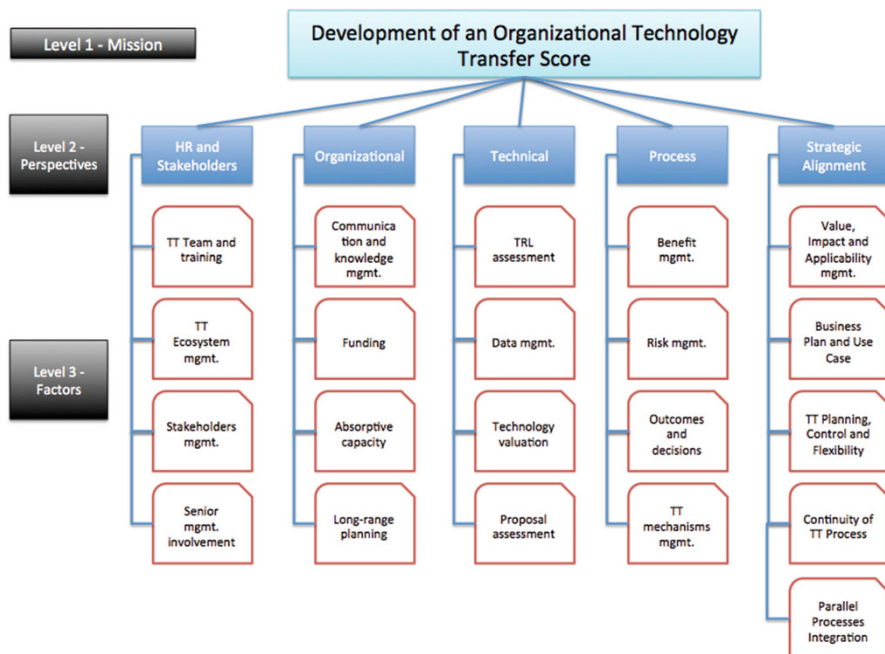 Level 1 - Mission
Development of an Organizational Technology
Transfer Score
Level 2 -
Perspectives
HR and
Stakeholders
Organizational
Technical
Process
Strategic
Alignment
TT Team and
training
Communica
tion and
knowledge
mgmt.
TRL
assessment
Benefit
mgmt.
Value,
Impact and
Applicability
mgmt.
Level 3 -
Factors
TT
Ecosystem
mgmt.
Funding
Data mgmt.
Risk mgmt.
Business
Plan and Use
Case
Stakeholders
mgmt.
Absorptive
capacity
Technology
valuation
Outcomes
and
decisions
TT Planning,
Control and
Flexibility
Senior
mgmt.
involvement
Long-range
planning
Proposal
assessment
TT
mechanisms
mgmt.
Continuity of
TT Process
Parallel
Processes
Integration